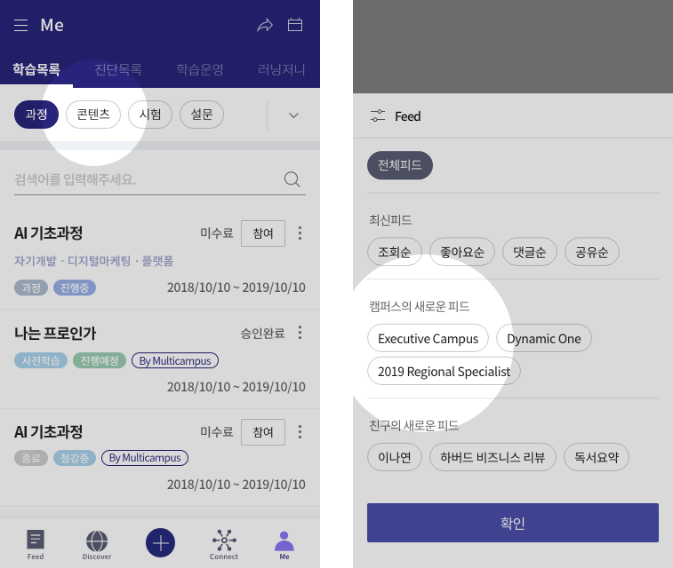 Me
학습목록 진단목록 학습운영 러닝저니
과정 콘텐츠 시험 설문
검색어를 입력해주세요.
AI 기초과정 미수료 참여
자기개발 · 디지털마케팅 · 플랫폼
과정 진행중 2018/10/10 ~ 2019/10/10
나는 프로인가 승인완료
사전학습 진행예정 By Multicampus
2018/10/10 ~ 2019/10/10
AI 기초과정 미수료 참여
종료 청강중 By Multicampus
2018/10/10 ~ 2019/10/10
Feed Discover Connect Me
Feed
전체피드
최신피드
조회순 좋아요순 댓글순 공유순
캠퍼스의 새로운 피드
Executive Campus Dynamic One
2019 Regional Specialist
친구의 새로운 피드
이나연 하버드 비즈니스 리뷰 독서요약
확인